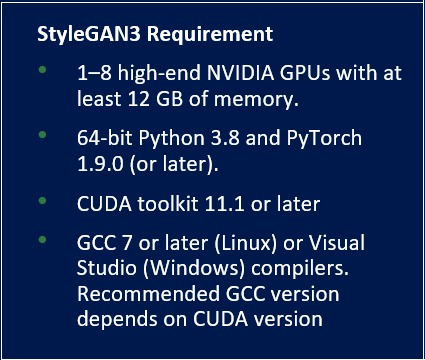 StyleGAN3 Requirement
• 1–8 high-end NVIDIA GPUs with at
least 12 GB of memory.
• 64-bit Python 3.8 and PyTorch
1.9.0 (or later).
• CUDA toolkit 11.1 or later
• GCC 7 or later (Linux) or Visual
Studio (Windows) compilers.
Recommended GCC version
depends on CUDA version